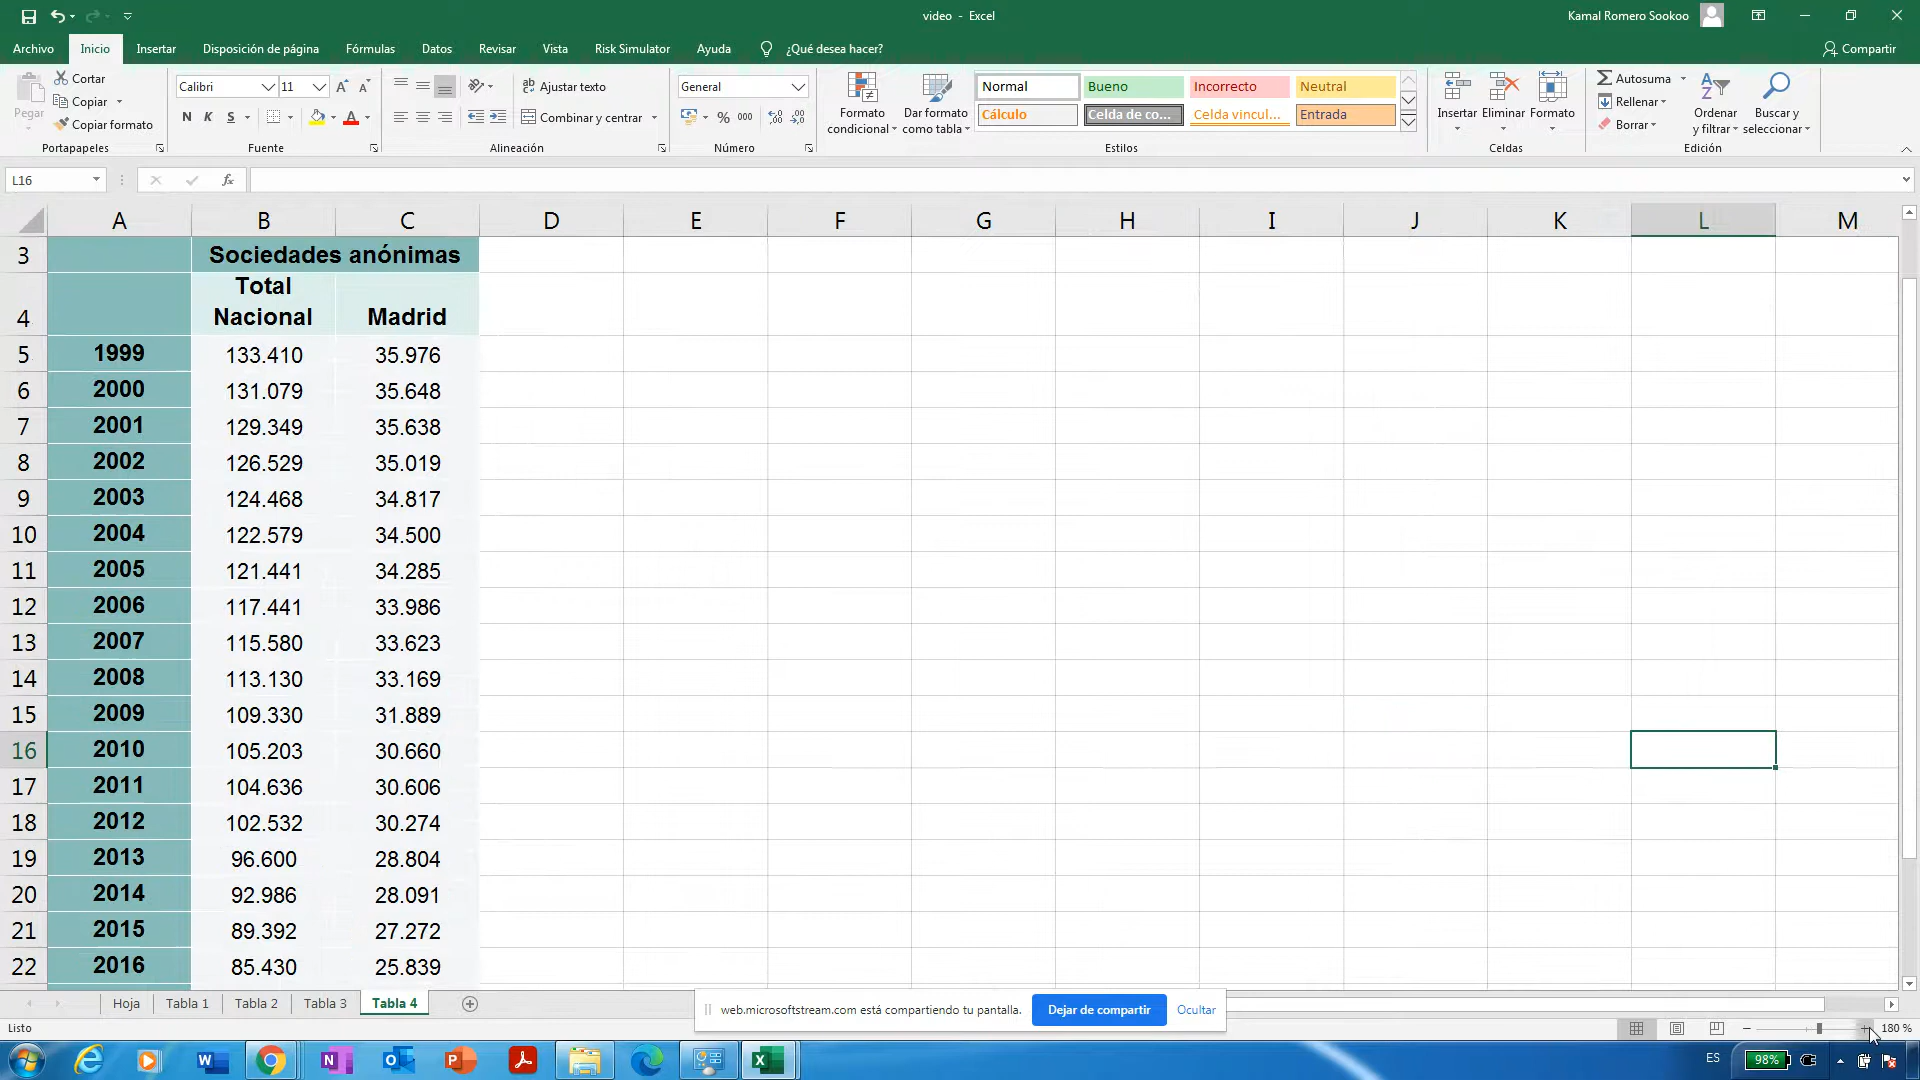 video - Excel
Kamal Romero Sookoo
Archivo Inicio Insertar Disposición de página Fórmulas Datos Revisar Vista Risk Simulator Ayuda ¿Qué desea hacer? Compartir
Pegar
Cortar
Copiar
Copiar formato
Portapapeles
Calibri 11
N K S
Fuente
Ajustar texto
Combinar y centrar
Alineación
General
% 000
Número
Formato condicional
Dar formato como tabla
Normal Bueno Incorrecto Neutral
Cálculo Celda de co... Celda vincul... Entrada
Estilos
Insertar Eliminar Formato
Celdas
Autosuma
Rellenar
Borrar
Ordenar y filtrar
Buscar y seleccionar
Edición
L16
fx
A B C D E F G H I J K L M
3 Sociedades anónimas
4 Total Nacional Madrid
5 1999 133.410 35.976
6 2000 131.079 35.648
7 2001 129.349 35.638
8 2002 126.529 35.019
9 2003 124.468 34.817
10 2004 122.579 34.500
11 2005 121.441 34.285
12 2006 117.441 33.986
13 2007 115.580 33.623
14 2008 113.130 33.169
15 2009 109.330 31.889
16 2010 105.203 30.660
17 2011 104.636 30.606
18 2012 102.532 30.274
19 2013 96.600 28.804
20 2014 92.986 28.091
21 2015 89.392 27.272
22 2016 85.430 25.839
Hoja Tabla 1 Tabla 2 Tabla 3 Tabla 4
web.microsoftstream.com está compartiendo tu pantalla. Dejar de compartir Ocultar
Listo
180 %
ES 98%